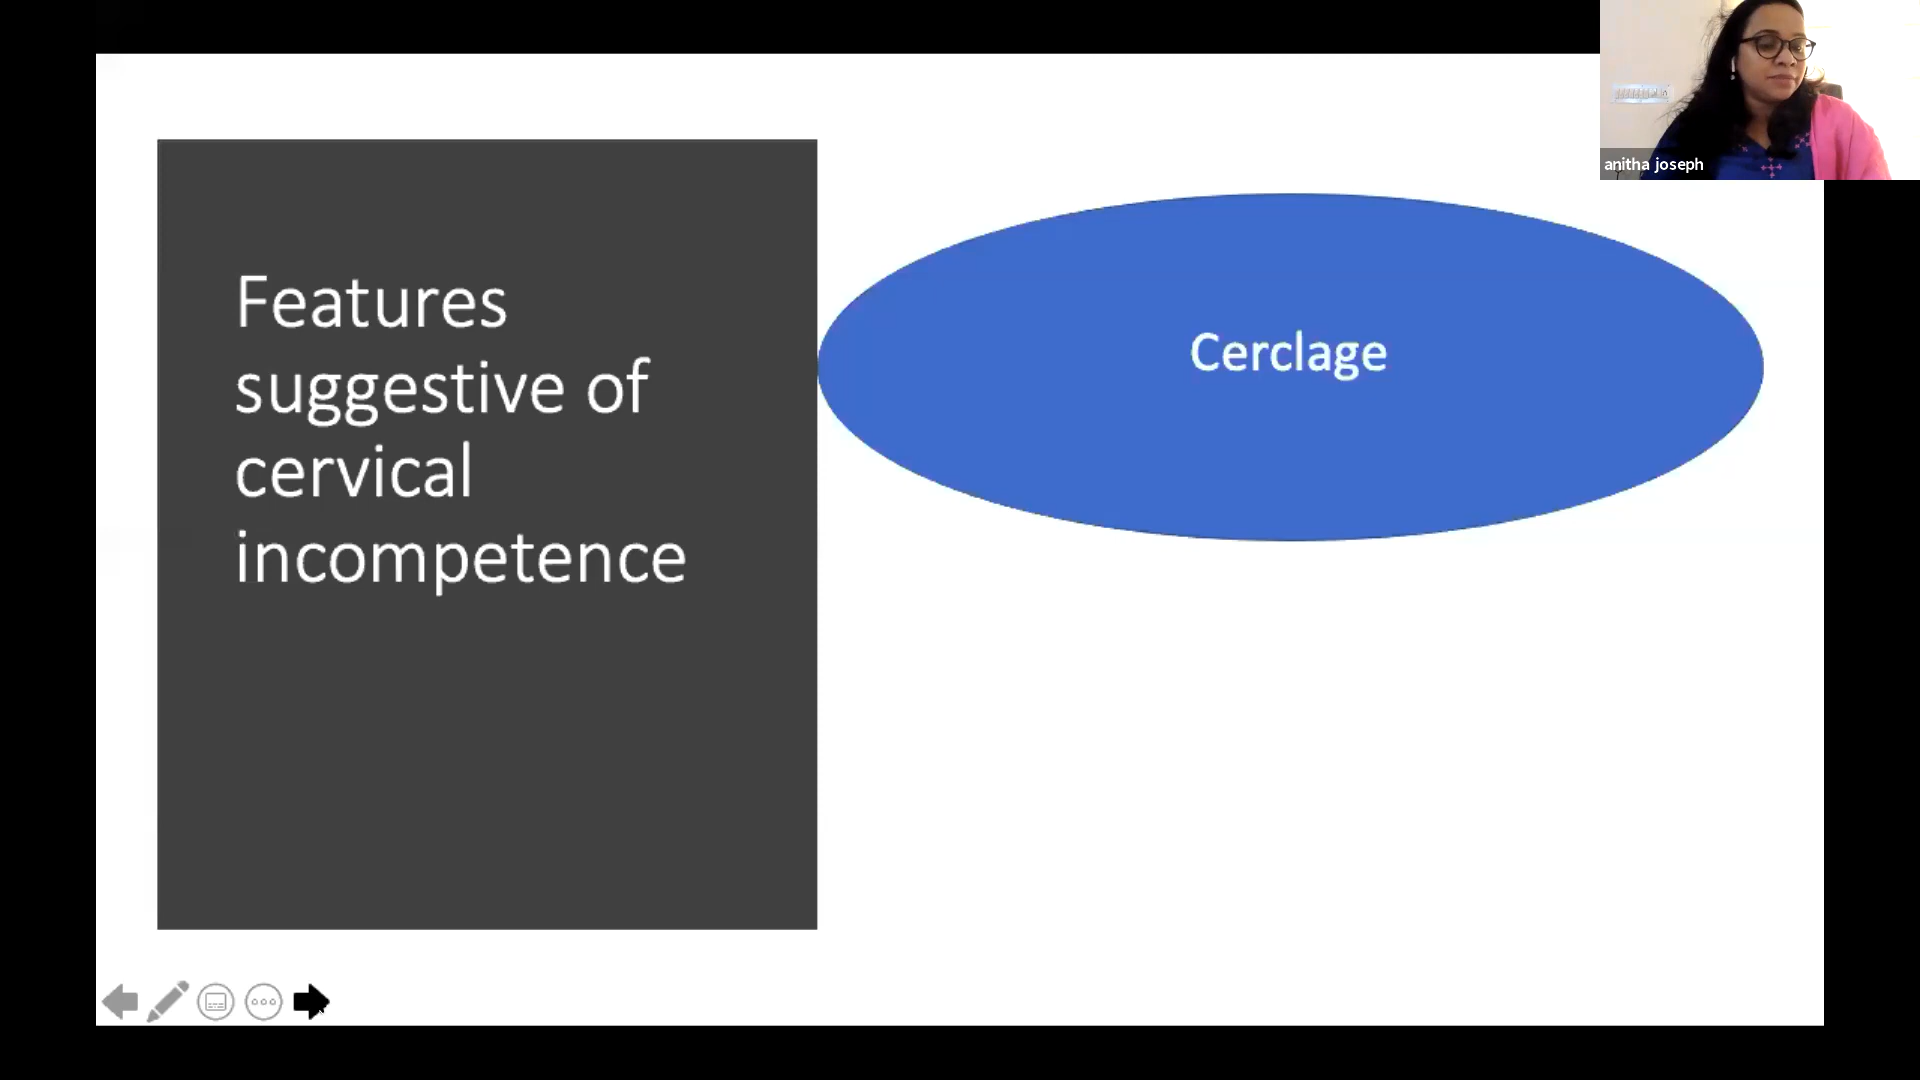 Features
suggestive of
cervical
incompetence
Cerclage
anitha joseph